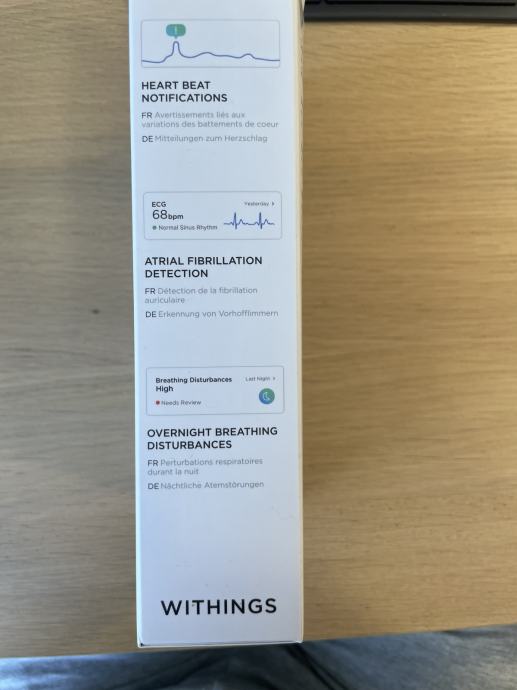 HEART BEAT
NOTIFICATIONS
FR Avertissements liés aux
variations des battements de coeur
DE Mitteilungen zum Herzschlag
ECG
Yesterday >
68bpm
Normal Sinus Rhythm
ATRIAL FIBRILLATION
DETECTION
FR Détection de la fibrillation
auriculaire
DE Erkennung von Vorhofflimmern
Breathing Disturbances
Last Night >
High
Needs Review
OVERNIGHT BREATHING
DISTURBANCES
FR Perturbations respiratoires
durant la nuit
DE Nächtliche Atemstörungen
WITHINGS